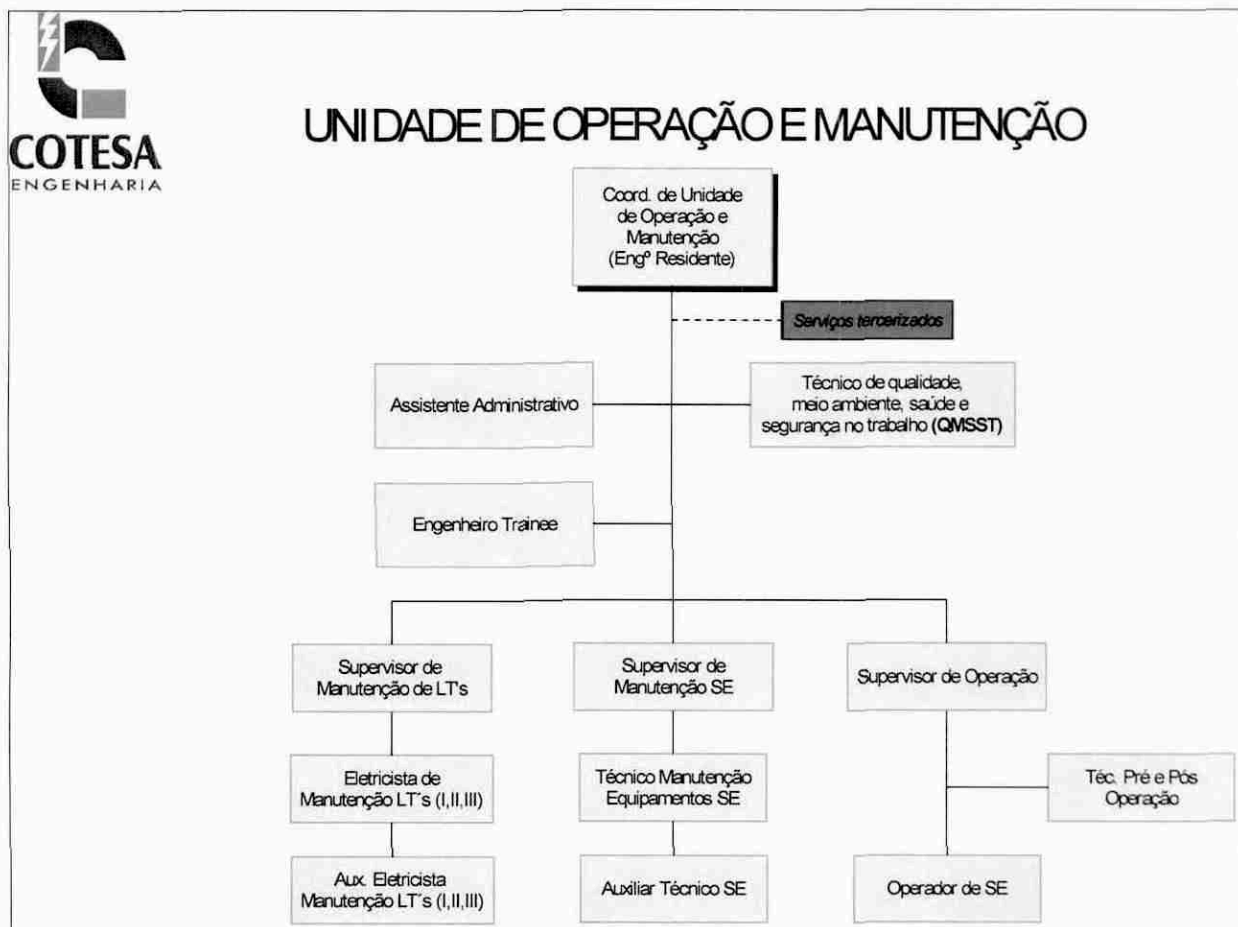 COTESA
ENGENHARIA
UNIDADE DE OPERAÇÃO E MANUTENÇÃO
Coord. de Unidade
de Operação e
Manutenção
(Engº Residente)
Serviços tercerizados
Assistente Administrativo
Técnico de qualidade,
meio ambiente, saúde e
segurança no trabalho (QMSST)
Engenheiro Trainee
Supervisor de
Manutenção de LT's
Supervisor de
Manutenção SE
Supervisor de Operação
Eletricista de
Manutenção LT´s (I,II,III)
Técnico Manutenção
Equipamentos SE
Téc. Pré e Pós
Operação
Aux. Eletricista
Manutenção LT´s (I,II,III)
Auxiliar Técnico SE
Operador de SE